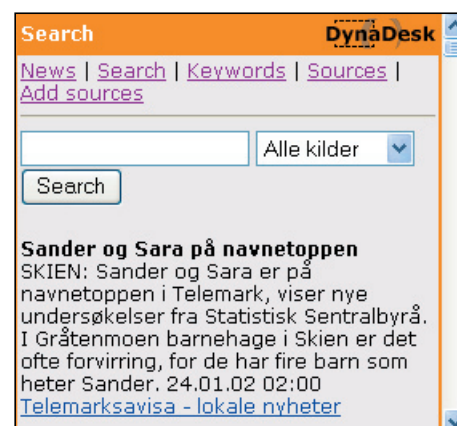 Search DynaDesk
News | Search | Keywords | Sources |
Add sources
Alle kilder
Search
Sander og Sara på navnetoppen
SKIEN: Sander og Sara er på
navnetoppen i Telemark, viser nye
undersøkelser fra Statistisk Sentralbyrå.
I Gråtenmoen barnehage i Skien er det
ofte forvirring, for de har fire barn som
heter Sander. 24.01.02 02:00
Telemarksavisa - lokale nyheter